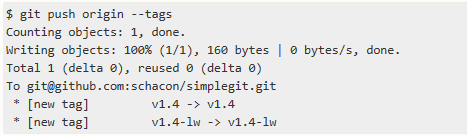 $ git push origin --tags
Counting objects: 1, done.
Writing objects: 100% (1/1), 160 bytes | 0 bytes/s, done.
Total 1 (delta 0), reused 0 (delta 0)
To git@github.com:schacon/simplegit.git
 * [new tag]         v1.4 -> v1.4
 * [new tag]         v1.4-lw -> v1.4-lw